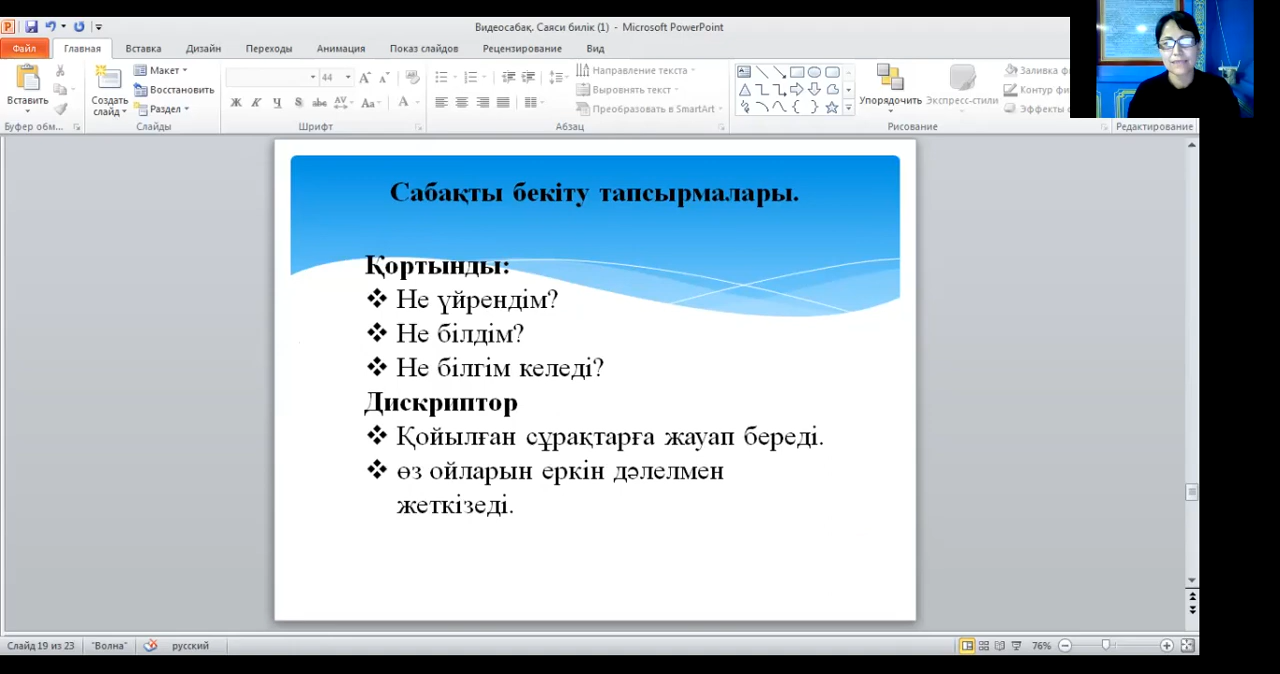 Видеосабақ. Саяси билік (1) - Microsoft PowerPoint
Файл Главная Вставка Дизайн Переходы Анимация Показ слайдов Рецензирование Вид
Вставить
Буфер обм...
Создать слайд
Макет
Восстановить
Раздел
Слайды
44
Ж К Ч S abc AV Aa А
Шрифт
Направление текста
Выровнять текст
Преобразовать в SmartArt
Абзац
Упорядочить
Экспресс-стили
Заливка ф
Контур фи
Эффекты
Рисование
Редактирование
Сабақты бекіту тапсырмалары.
Қортынды:
Не үйрендім?
Не білдім?
Не білгім келеді?
Дискриптор
Қойылған сұрақтарға жауап береді.
өз ойларын еркін дәлелмен
жеткізеді.
Слайд 19 из 23 "Волна" русский 76%